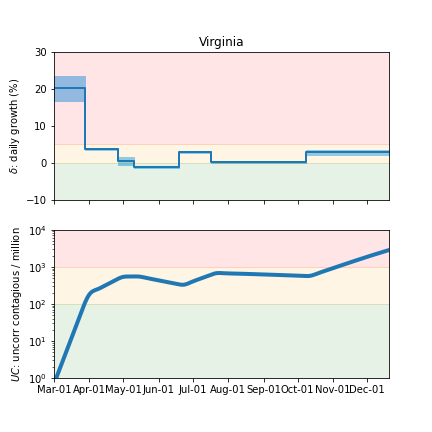 Virginia
δ: daily growth (%)
30
20
10
0
−10
UC: uncorr contagious / million
10⁴
10³
10²
10¹
10⁰
Mar-01 Apr-01 May-01 Jun-01 Jul-01 Aug-01 Sep-01 Oct-01 Nov-01 Dec-01